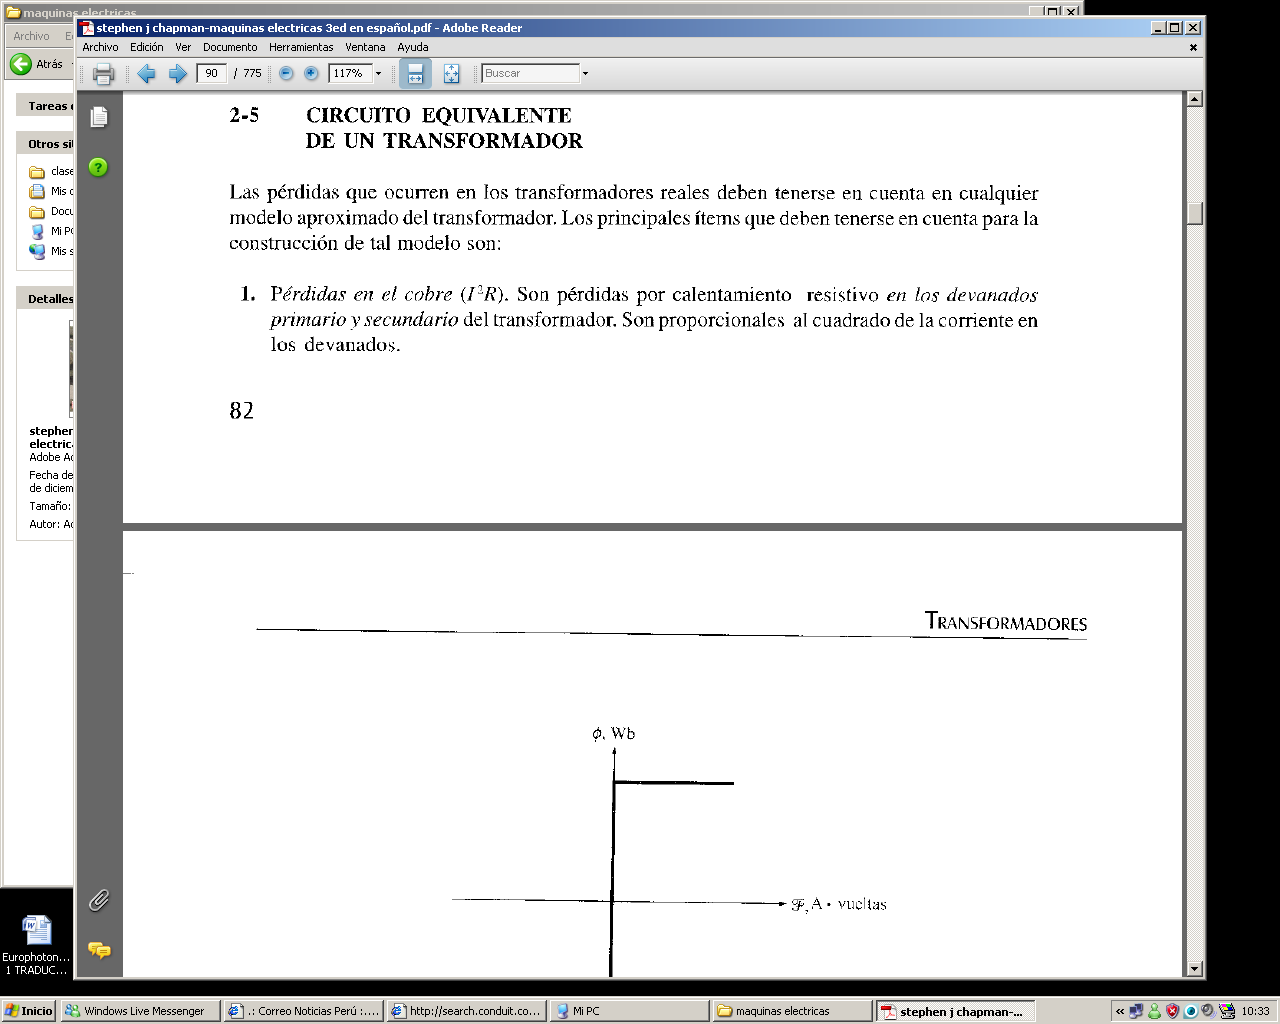 maquinas electricas
stephen j chapman-maquinas electricas 3ed en español.pdf - Adobe Reader
Archivo
Archivo Edición Ver Documento Herramientas Ventana Ayuda
Atrás
90 / 775 117% Buscar
Tareas
Otros si
clase
Mis
Docu
Mi PC
Mis s
Detalles
stephen
electric
Adobe Ac
Fecha de
de diciem
Tamaño:
Autor: Ad
2-5 CIRCUITO EQUIVALENTE
DE UN TRANSFORMADOR
Las pérdidas que ocurren en los transformadores reales deben tenerse en cuenta en cualquier
modelo aproximado del transformador. Los principales ítems que deben tenerse en cuenta para la
construcción de tal modelo son:
1. Pérdidas en el cobre (I²R). Son pérdidas por calentamiento resistivo en los devanados
primario y secundario del transformador. Son proporcionales al cuadrado de la corriente en
los devanados.
82
TRANSFORMADORES
ϕ, Wb
ℱ, A • vueltas
Europhoton...
1 TRADUC...
Inicio Windows Live Messenger .: Correo Noticias Perú :.... http://search.conduit.co... Mi PC maquinas electricas stephen j chapman-... « 10:33